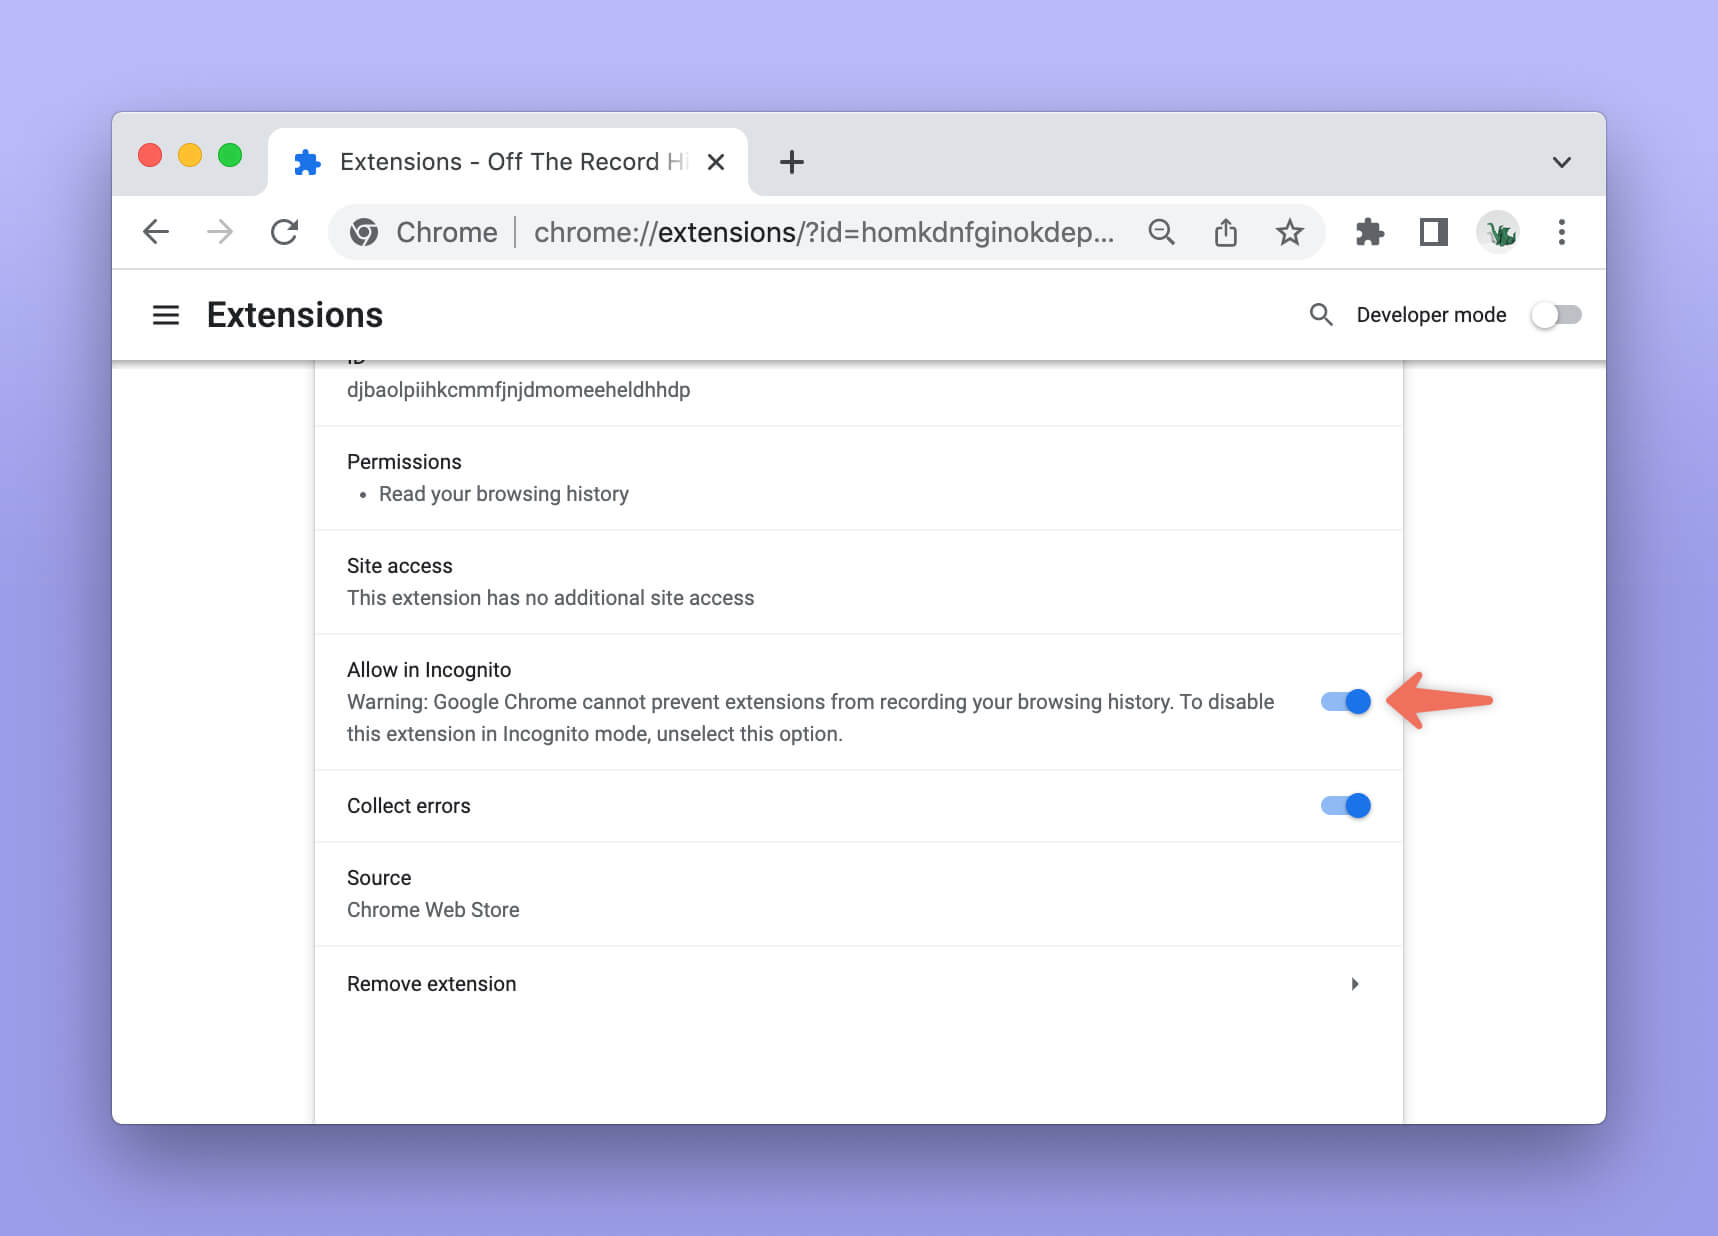 Extensions - Off The Record Hi
Chrome
chrome://extensions/?id=homkdnfginokdep...
Extensions
Developer mode
ID
djbaolpiihkcmmfjnjdmomeeheldhhdp
Permissions
• Read your browsing history
Site access
This extension has no additional site access
Allow in Incognito
Warning: Google Chrome cannot prevent extensions from recording your browsing history. To disable
this extension in Incognito mode, unselect this option.
Collect errors
Source
Chrome Web Store
Remove extension